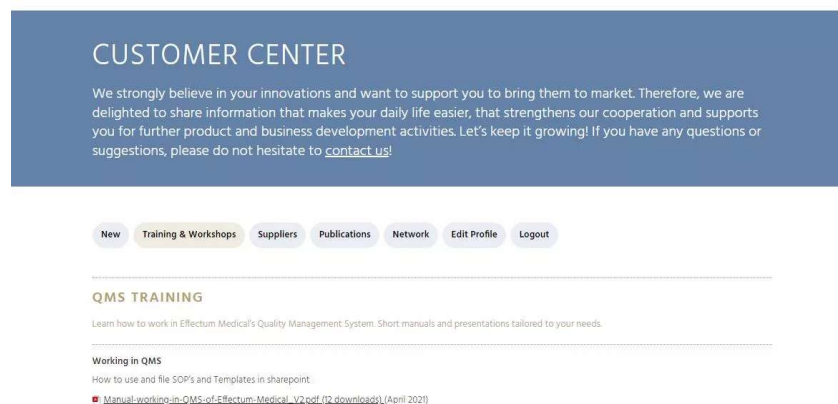 CUSTOMER CENTER
We strongly believe in your innovations and want to support you to bring them to market. Therefore, we are
delighted to share information that makes your daily life easier, that strengthens our cooperation and supports
you for further product and business development activities. Let's keep it growing! If you have any questions or
suggestions, please do not hesitate to contact us!
New Training & Workshops Suppliers Publications Network Edit Profile Logout
QMS TRAINING
Learn how to work in Effectum Medical's Quality Management System. Short manuals and presentations tailored to your needs.
Working in QMS
How to use and file SOP's and Templates in sharepoint
Manual-working-in-QMS-of-Effectum-Medical_V2.pdf (12 downloads) (April 2021)